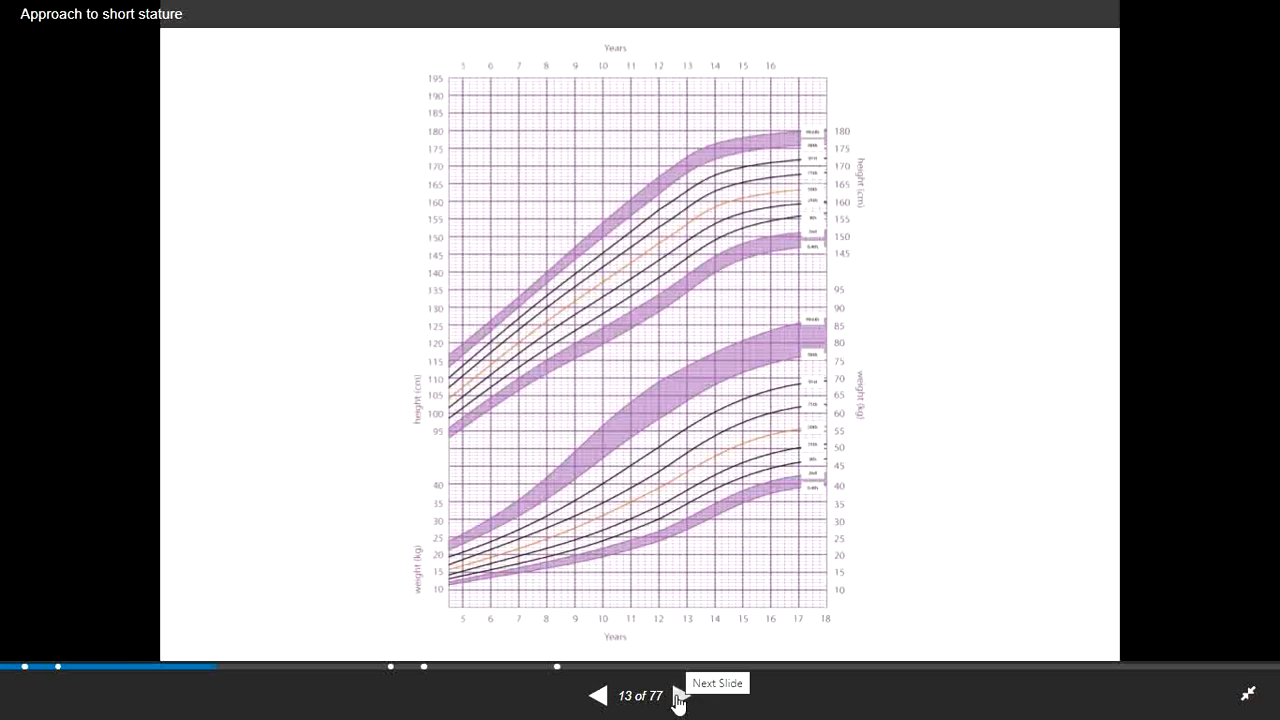 Approach to short stature
Years
5 6 7 8 9 10 11 12 13 14 15 16
195
190
185
180 180
175 175
170 170
165 165
160 160
155 155
150 150
145 145
140
135 95
130 90
125 85
120 80
115 75
110 70
105 65
100 60
95 55
50
45
40 40
35 35
30 30
25 25
20 20
15 15
10 10
height (cm)
weight (kg)
height (cm)
weight (kg)
5 6 7 8 9 10 11 12 13 14 15 16 17 18
Years
Next Slide
13 of 77